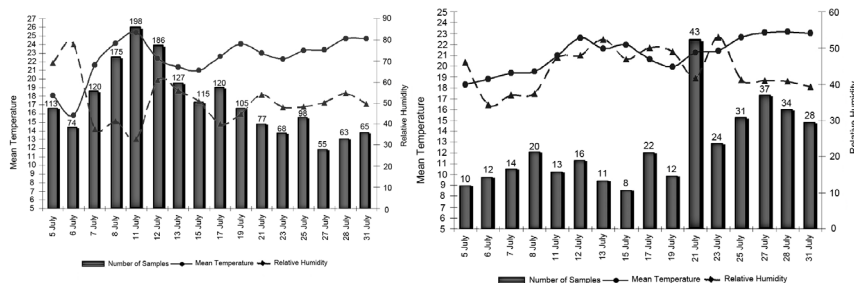 27
26
25
24
23
22
21
20
19
18
17
16
15
14
13
12
11
10
9
8
7
6
5
Mean Temperature
113
74
120
175
198
186
127
115
120
105
77
68
98
55
63
65
90
80
70
60
50
40
30
20
10
0
Relative Humidity
5 July
6 July
7 July
8 July
11 July
12 July
13 July
15 July
17 July
19 July
21 July
23 July
25 July
27 July
28 July
31 July
Number of Samples Mean Temperature Relative Humidity
25
24
23
22
21
20
19
18
17
16
15
14
13
12
11
10
9
8
7
6
5
Mean Temperature
10
12
14
20
13
16
11
8
22
12
43
24
31
37
34
28
60
50
40
30
20
10
0
Relative Humidity
5 July
6 July
7 July
8 July
11 July
12 July
13 July
15 July
17 July
19 July
21 July
23 July
25 July
27 July
28 July
31 July
Number of Samples Mean Temperature Relative Humidity